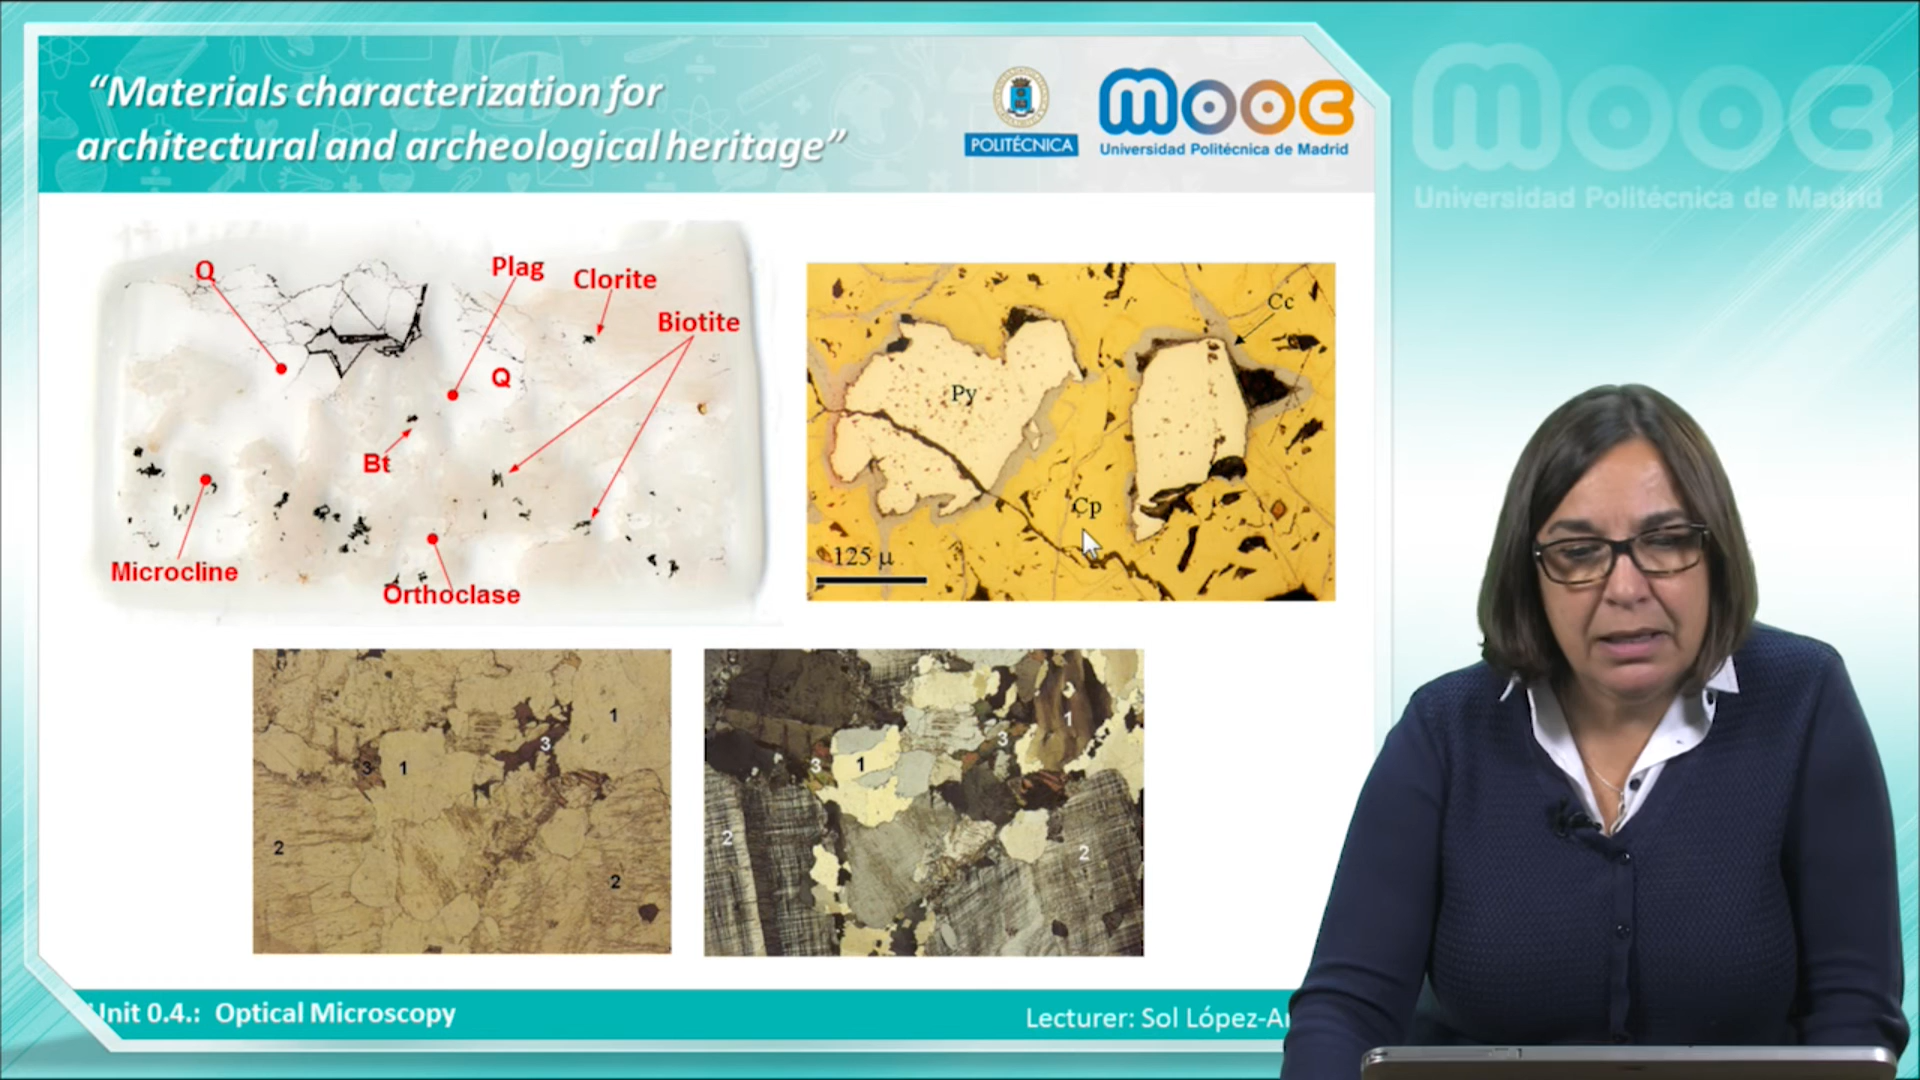 “Materials characterization for
architectural and archeological heritage”
POLITÉCNICA
mooc
Universidad Politécnica de Madrid
mooc
Universidad Politécnica de Madrid
Q
Plag
Clorite
Biotite
Q
Bt
Microcline
Orthoclase
Cc
Py
Cp
125 µ
1
3
3
1
2
2
1
3
3
1
2
2
Unit 0.4.: Optical Microscopy
Lecturer: Sol